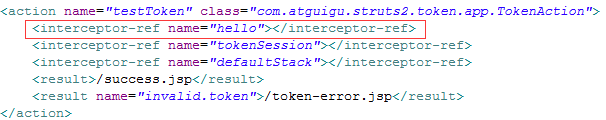 <action name="testToken" class="com.atguigu.struts2.token.app.TokenAction">
<interceptor-ref name="hello"></interceptor-ref>
<interceptor-ref name="tokenSession"></interceptor-ref>
<interceptor-ref name="defaultStack"></interceptor-ref>
<result>/success.jsp</result>
<result name="invalid.token">/token-error.jsp</result>
</action>